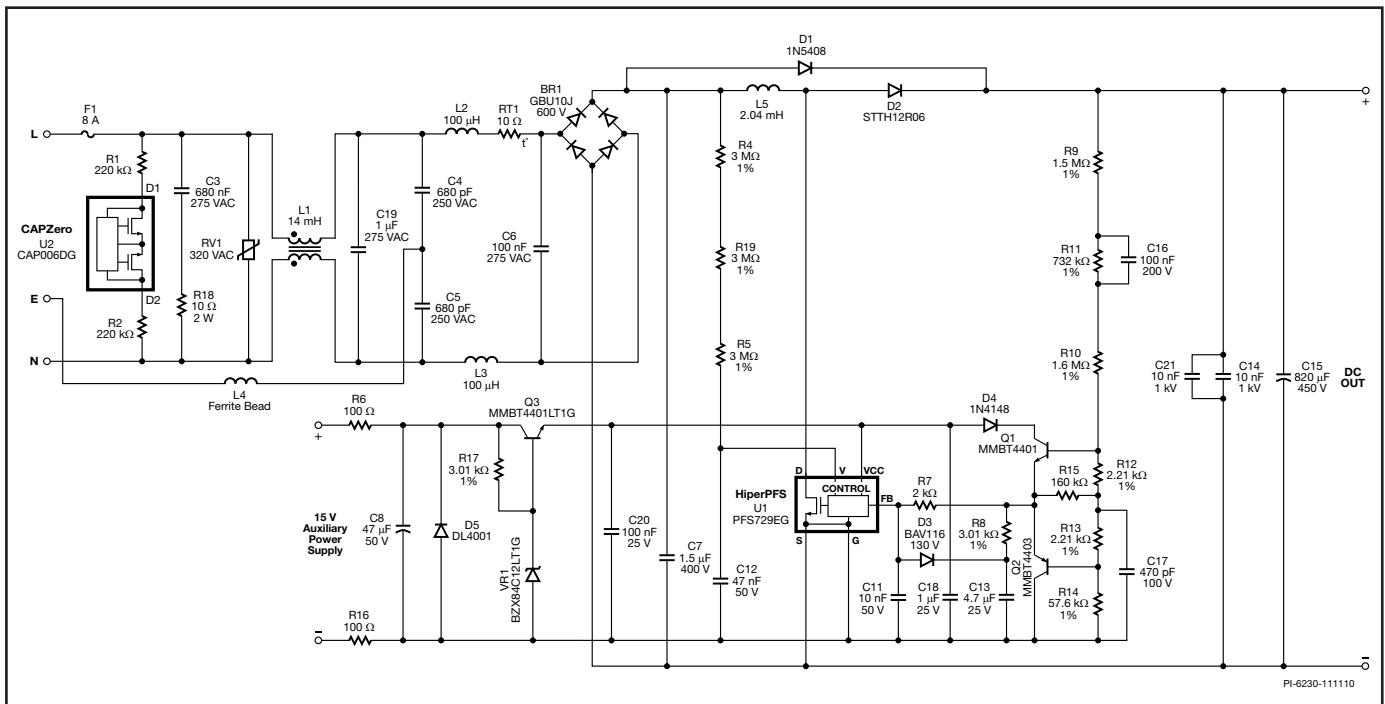 D1
1N5408
BR1
GBU10J
600 V
L5
2.04 mH
D2
STTH12R06
+
F1
8 A
L
L2
100 µH
RT1
10 Ω
t°
R1
220 kΩ
D1
C3
680 nF
275 VAC
CAPZero
U2
CAP006DG
RV1
320 VAC
L1
14 mH
C19
1 µF
275 VAC
C4
680 pF
250 VAC
C6
100 nF
275 VAC
R4
3 MΩ
1%
R9
1.5 MΩ
1%
R19
3 MΩ
1%
R11
732 kΩ
1%
C16
100 nF
200 V
E
D2
R18
10 Ω
2 W
R2
220 kΩ
C5
680 pF
250 VAC
R5
3 MΩ
1%
R10
1.6 MΩ
1%
N
L3
100 µH
L4
Ferrite Bead
C21
10 nF
1 kV
C14
10 nF
1 kV
C15
820 µF
450 V
DC
OUT
R6
100 Ω
+
Q3
MMBT4401LT1G
D4
1N4148
Q1
MMBT4401
R17
3.01 kΩ
1%
D
V
VCC
CONTROL
HiperPFS
U1
PFS729EG
FB
S
G
R7
2 kΩ
R15
160 kΩ
R12
2.21 kΩ
1%
15 V
Auxiliary
Power
Supply
C8
47 µF
50 V
D5
DL4001
VR1
BZX84C12LT1G
C20
100 nF
25 V
C7
1.5 µF
400 V
C12
47 nF
50 V
D3
BAV116
130 V
R8
3.01 kΩ
1%
Q2
MMBT4403
R13
2.21 kΩ
1%
C17
470 pF
100 V
C11
10 nF
50 V
C18
1 µF
25 V
C13
4.7 µF
25 V
R14
57.6 kΩ
1%
R16
100 Ω
−
−
PI-6230-111110